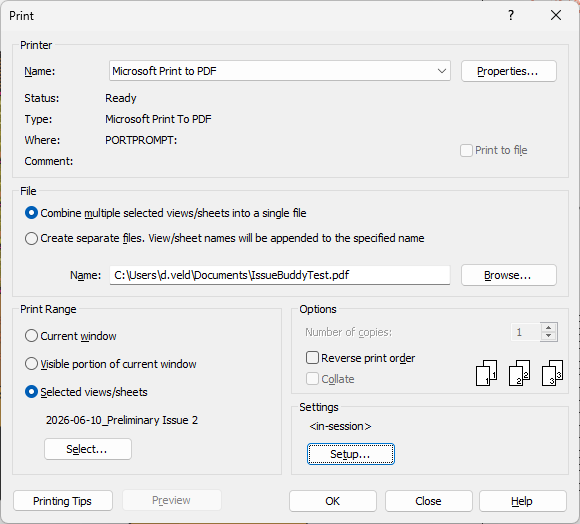 Print
?
Printer
Name:
Microsoft Print to PDF
Properties...
Status:
Ready
Type:
Microsoft Print To PDF
Where:
PORTPROMPT:
Comment:
Print to file
File
Combine multiple selected views/sheets into a single file
Create separate files. View/sheet names will be appended to the specified name
Name:
C:\Users\d.veld\Documents\IssueBuddyTest.pdf
Browse...
Print Range
Current window
Visible portion of current window
Selected views/sheets
2026-06-10_Preliminary Issue 2
Select...
Options
Number of copies:
1
Reverse print order
Collate
1 1
2 2
3 3
Settings
<in-session>
Setup...
Printing Tips
Preview
OK
Close
Help